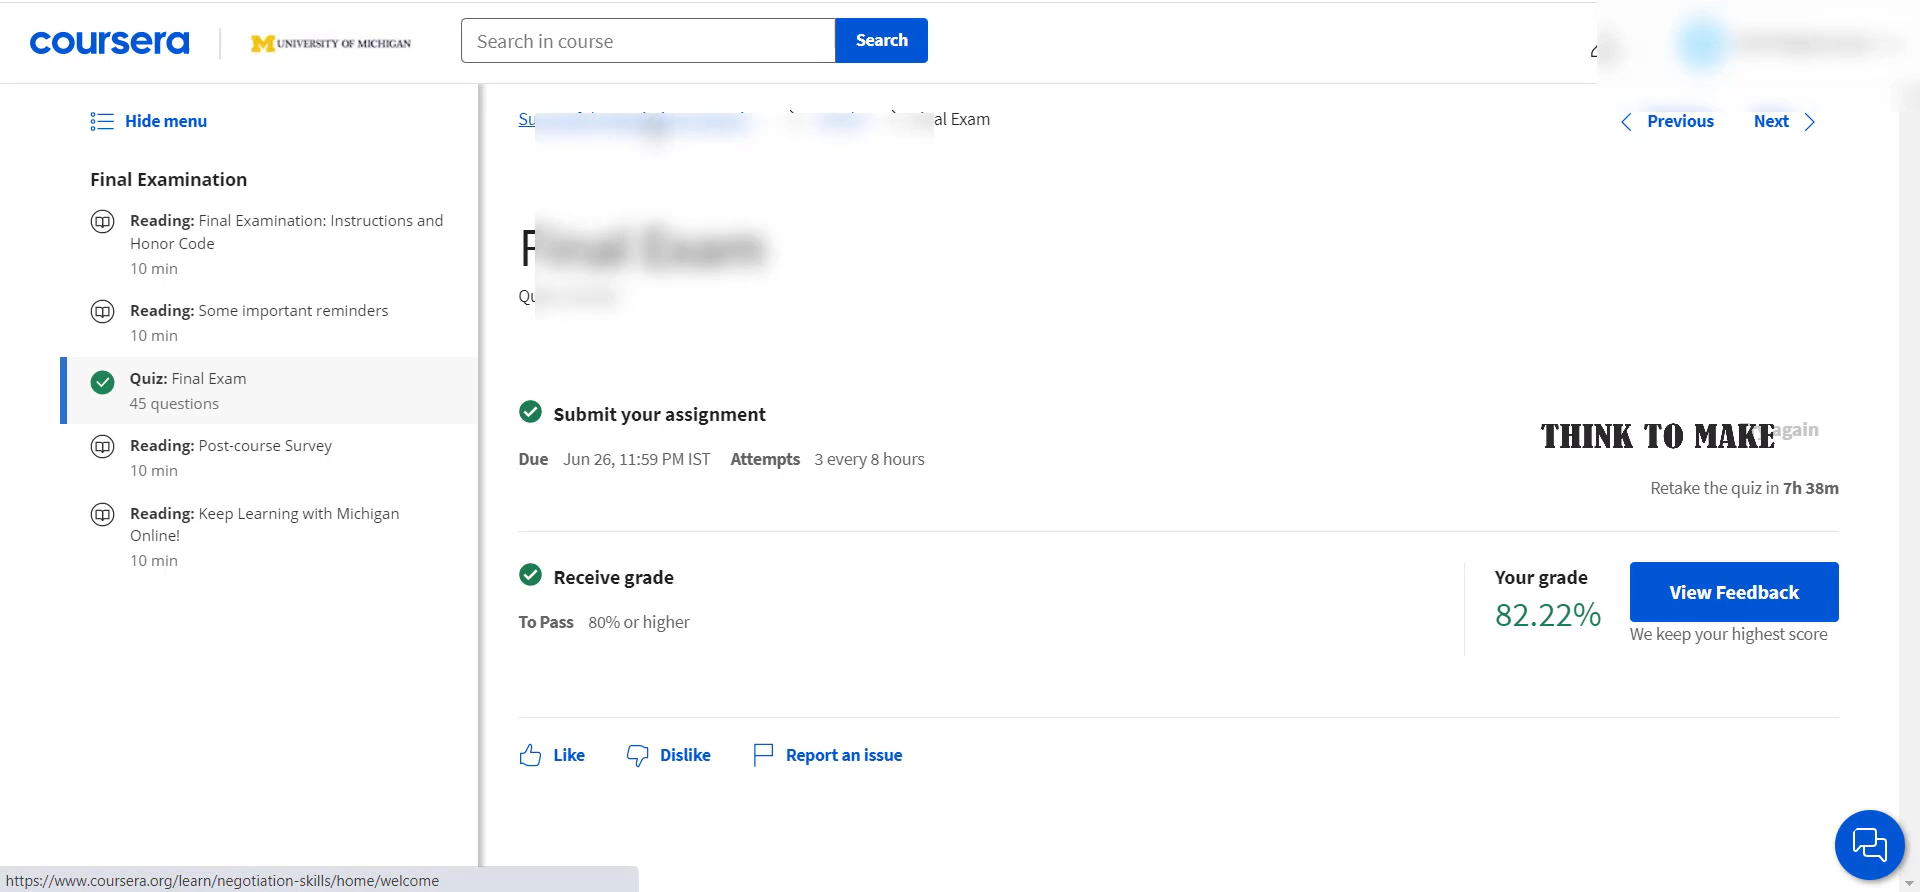 coursera
UNIVERSITY OF MICHIGAN
Search in course
Search
Hide menu
Final Examination
Reading: Final Examination: Instructions and
Honor Code
10 min
Reading: Some important reminders
10 min
Quiz: Final Exam
45 questions
Reading: Post-course Survey
10 min
Reading: Keep Learning with Michigan
Online!
10 min
al Exam
Previous
Next
Final Exam
Submit your assignment
Due Jun 26, 11:59 PM IST Attempts 3 every 8 hours
THINK TO MAKE
again
Retake the quiz in 7h 38m
Receive grade
To Pass 80% or higher
Your grade
82.22%
View Feedback
We keep your highest score
Like
Dislike
Report an issue
https://www.coursera.org/learn/negotiation-skills/home/welcome